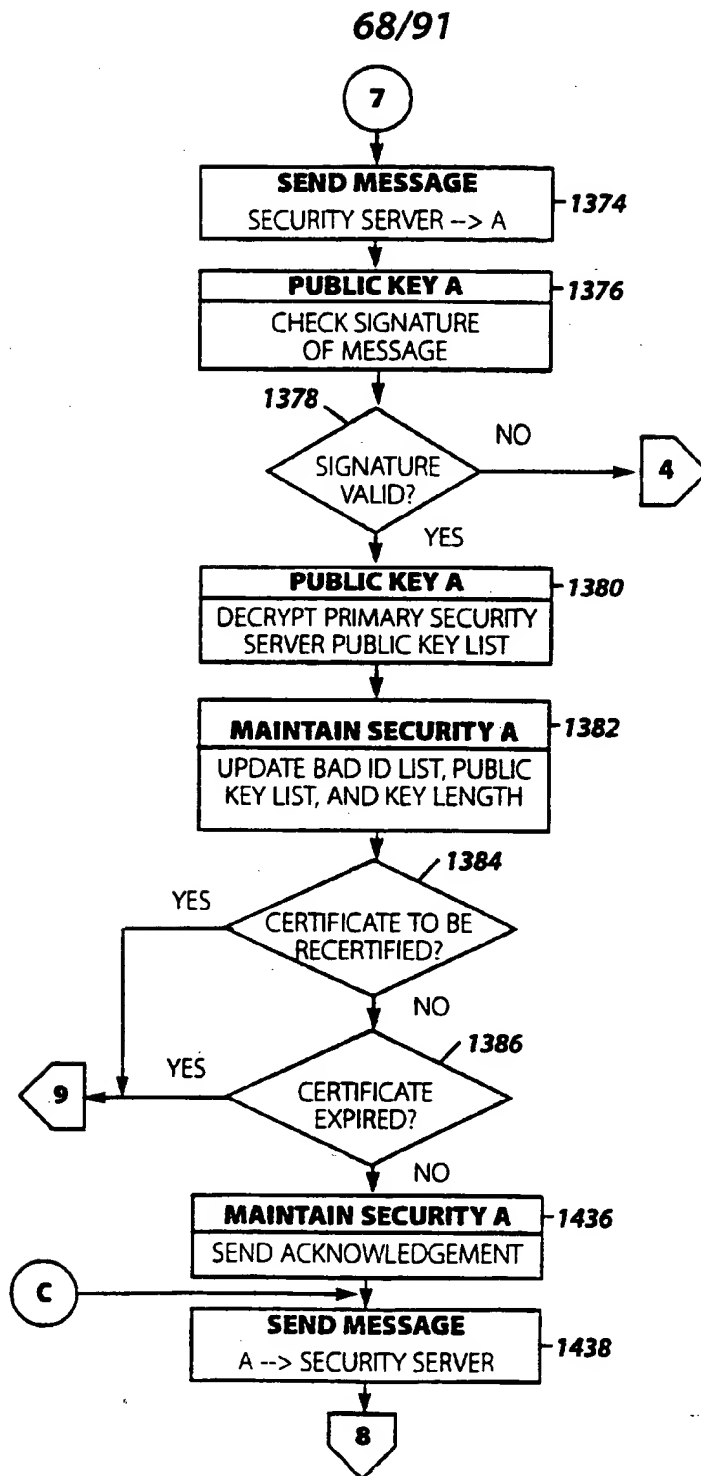 68/91
7
SEND MESSAGE
SECURITY SERVER --> A
1374
PUBLIC KEY A
1376
CHECK SIGNATURE
OF MESSAGE
1378
SIGNATURE
VALID?
NO
4
YES
PUBLIC KEY A
1380
DECRYPT PRIMARY SECURITY
SERVER PUBLIC KEY LIST
MAINTAIN SECURITY A
1382
UPDATE BAD ID LIST, PUBLIC
KEY LIST, AND KEY LENGTH
1384
YES
CERTIFICATE TO BE
RECERTIFIED?
NO
1386
YES
9
CERTIFICATE
EXPIRED?
NO
MAINTAIN SECURITY A
1436
SEND ACKNOWLEDGEMENT
C
SEND MESSAGE
A --> SECURITY SERVER
1438
8